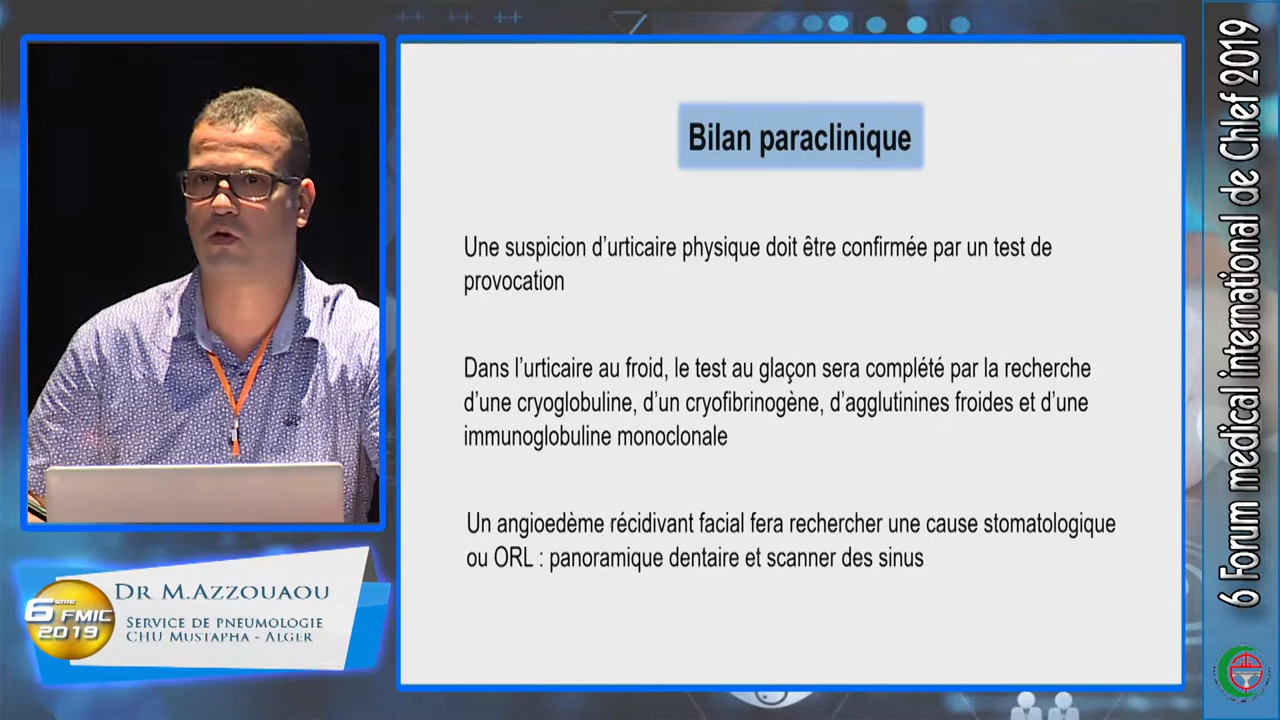 Bilan paraclinique
Une suspicion d'urticaire physique doit être confirmée par un test de
provocation
Dans l'urticaire au froid, le test au glaçon sera complété par la recherche
d'une cryoglobuline, d'un cryofibrinogène, d'agglutinines froides et d'une
immunoglobuline monoclonale
Un angioedème récidivant facial fera rechercher une cause stomatologique
ou ORL : panoramique dentaire et scanner des sinus
6ème FMIC
2019
Dr M.Azzouaou
Service de pneumologie
CHU Mustapha - Alger
6 Forum medical international de Chlef 2019